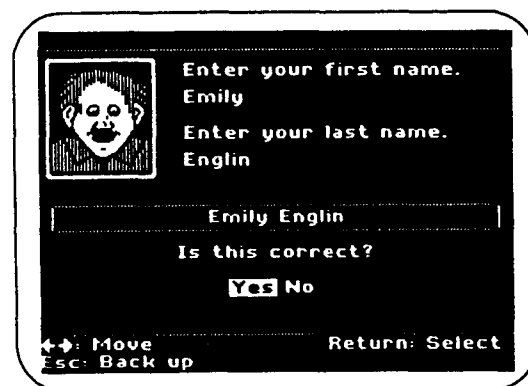 Enter your first name.
Emily
Enter your last name.
Englin
Emily Englin
Is this correct?
Yes No
←→: Move Return: Select
Esc: Back up